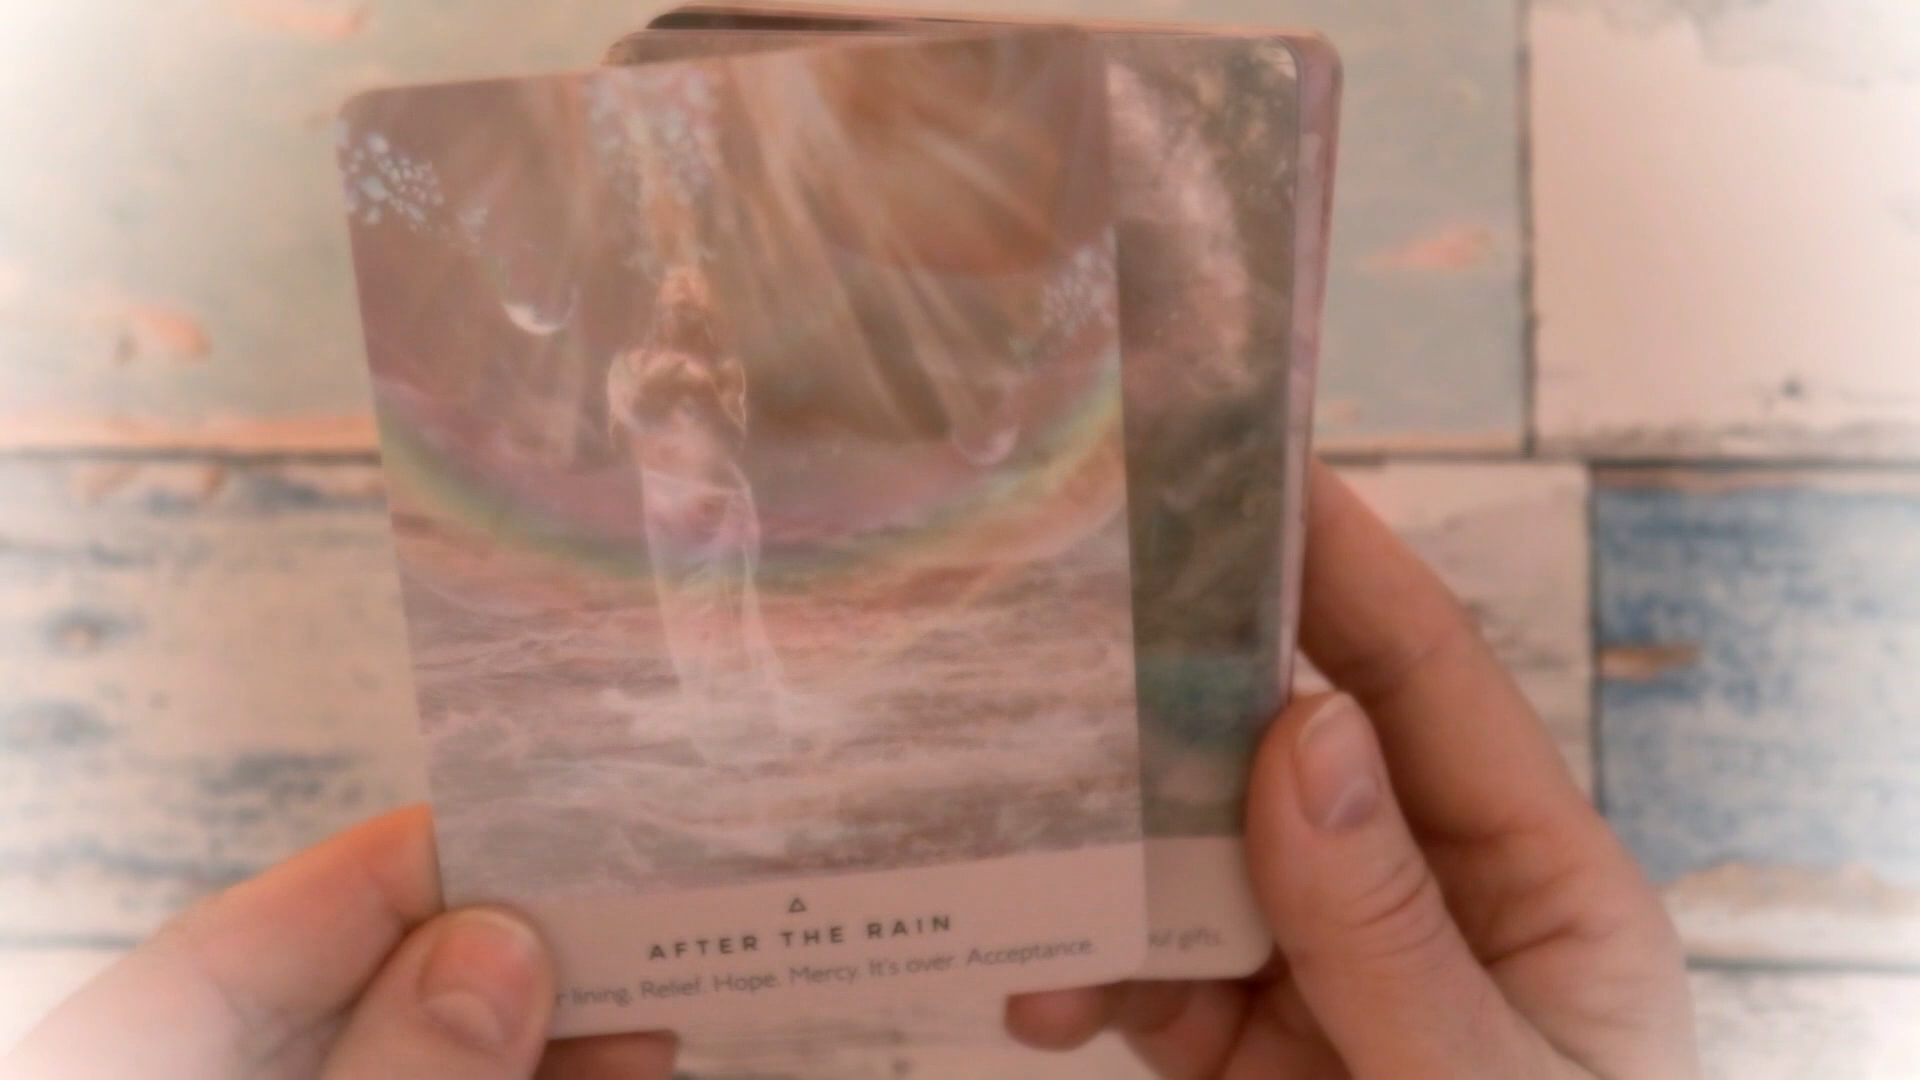 AFTER THE RAIN
lining. Relief. Hope. Mercy. It's over. Acceptance.
gifts.